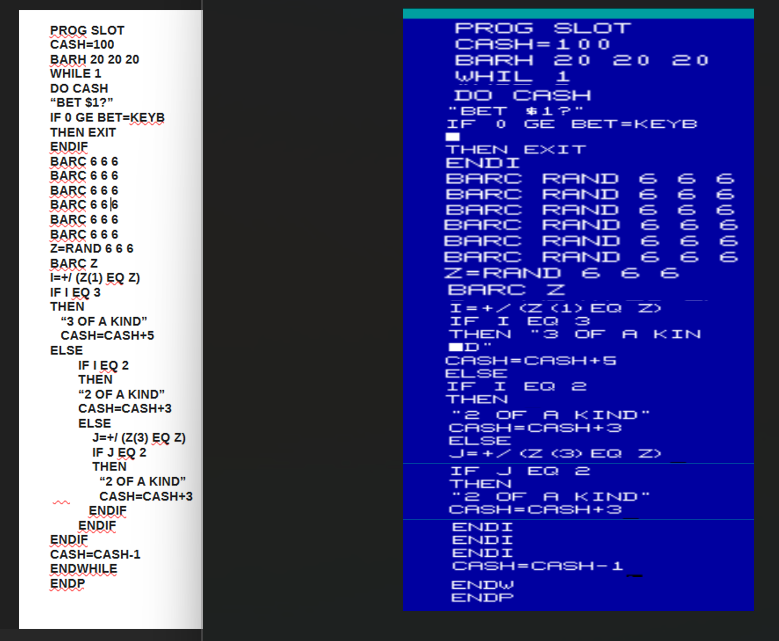 PROG SLOT
CASH=100
BARH 20 20 20
WHILE 1
DO CASH
“BET $1?”
IF 0 GE BET=KEYB
THEN EXIT
ENDIF
BARC 6 6 6
BARC 6 6 6
BARC 6 6 6
BARC 6 6 6
BARC 6 6 6
BARC 6 6 6
Z=RAND 6 6 6
BARC Z
I=+/ (Z(1) EQ Z)
IF I EQ 3
THEN
“3 OF A KIND”
CASH=CASH+5
ELSE
IF I EQ 2
THEN
“2 OF A KIND”
CASH=CASH+3
ELSE
J=+/ (Z(3) EQ Z)
IF J EQ 2
THEN
“2 OF A KIND”
CASH=CASH+3
ENDIF
ENDIF
ENDIF
CASH=CASH-1
ENDWHILE
ENDP
PROG SLOT
CASH=100
BARH 20 20 20
WHIL 1
DO CASH
"BET $1?"
IF 0 GE BET=KEYB
THEN EXIT
ENDI
BARC RAND 6 6 6
BARC RAND 6 6 6
BARC RAND 6 6 6
BARC RAND 6 6 6
BARC RAND 6 6 6
BARC RAND 6 6 6
Z=RAND 6 6 6
BARC Z
I=+/(Z(1)EQ Z)
IF I EQ 3
THEN "3 OF A KIN
D"
CASH=CASH+5
ELSE
IF I EQ 2
THEN
"2 OF A KIND"
CASH=CASH+3
ELSE
J=+/(Z(3)EQ Z)
IF J EQ 2
THEN
"2 OF A KIND"
CASH=CASH+3
ENDI
ENDI
ENDI
CASH=CASH-1
ENDW
ENDP